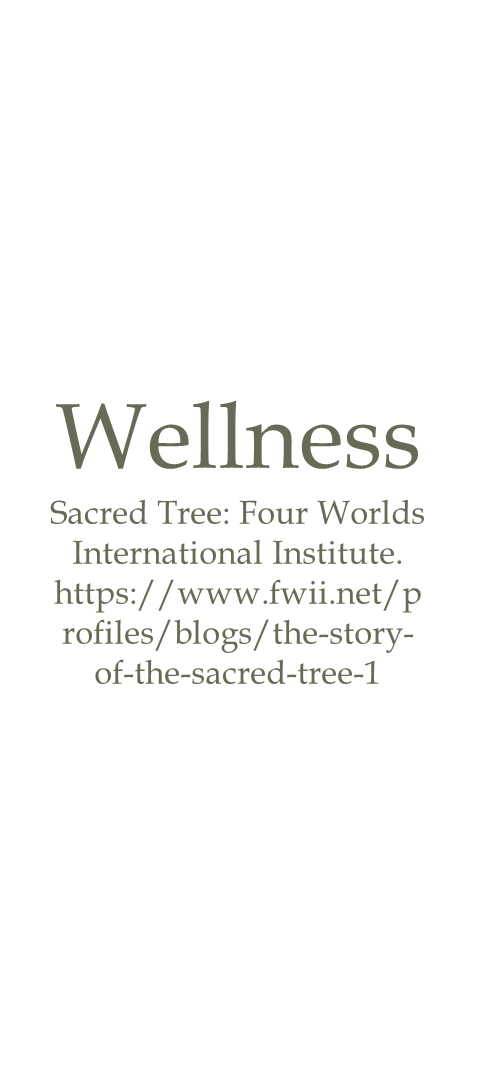 Wellness
Sacred Tree: Four Worlds
International Institute.
https://www.fwii.net/p
rofiles/blogs/the-story-
of-the-sacred-tree-1